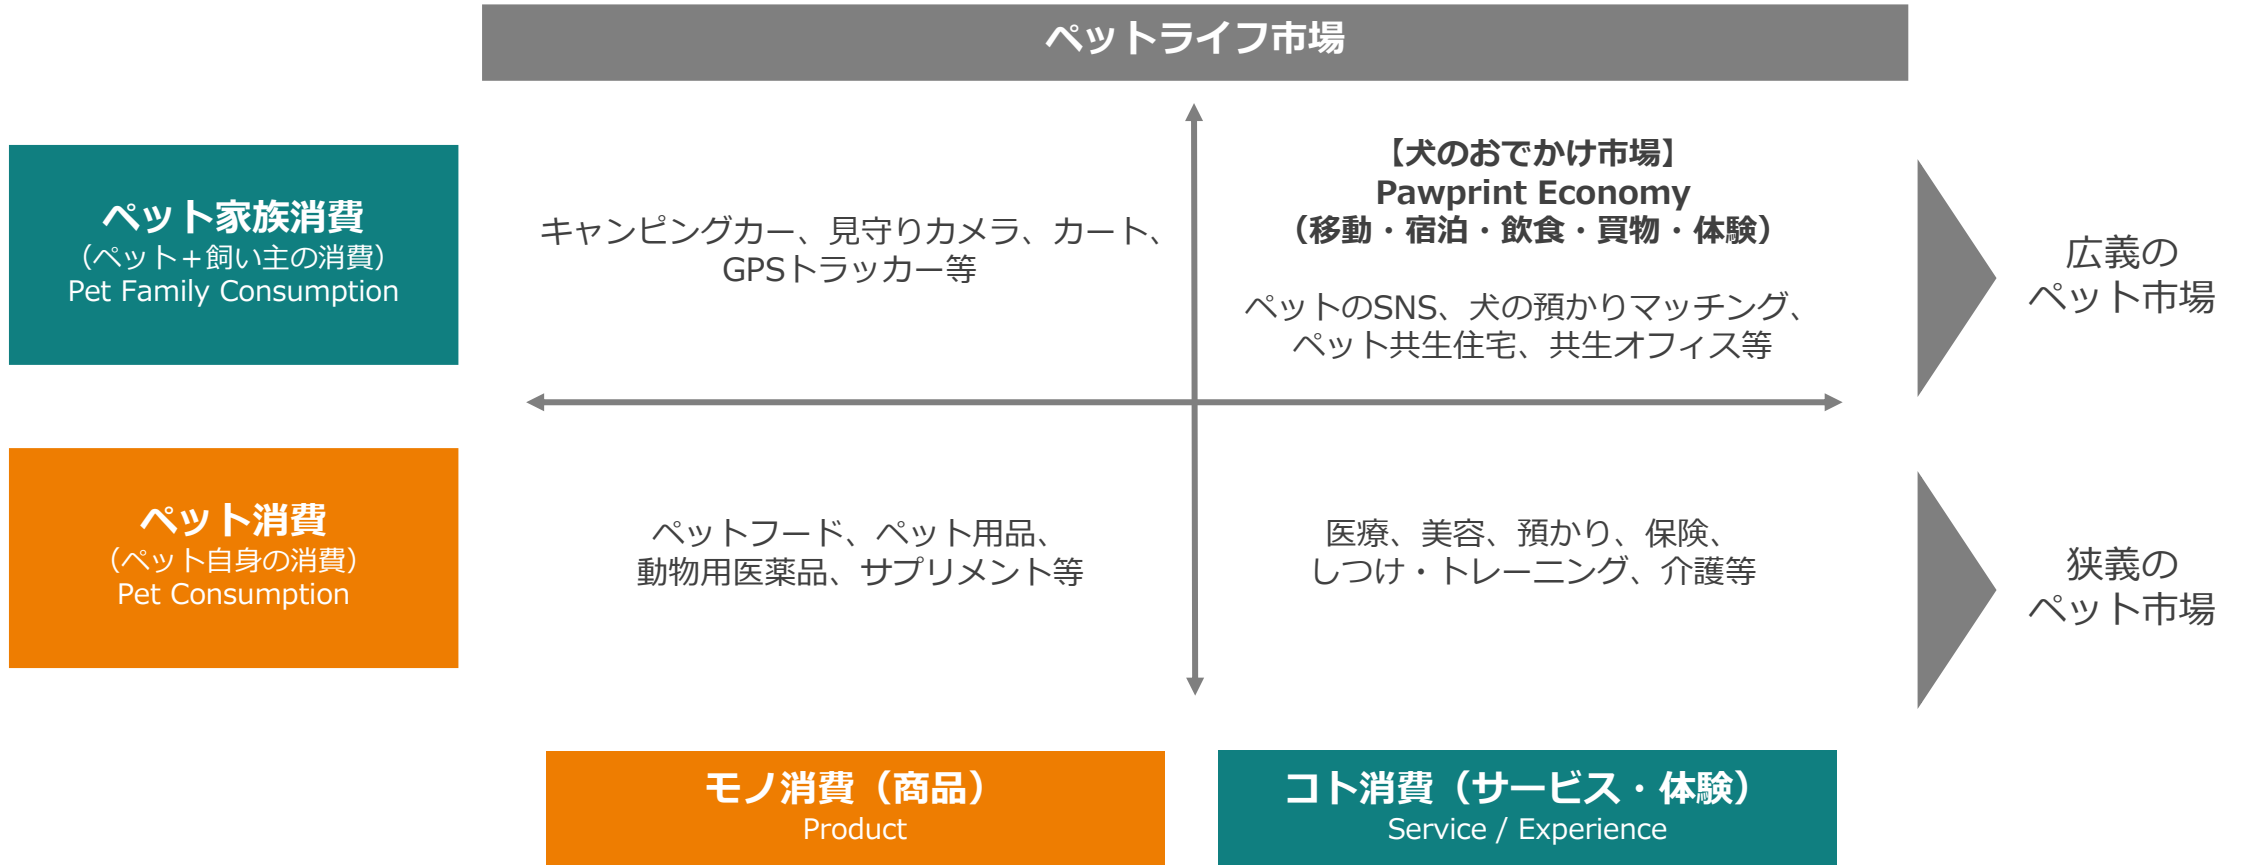 ペットライフ市場
ペット家族消費
（ペット＋飼い主の消費）
Pet Family Consumption
キャンピングカー、見守りカメラ、カート、
GPSトラッカー等
【犬のおでかけ市場】
Pawprint Economy
（移動・宿泊・飲食・買物・体験）
ペットのSNS、犬の預かりマッチング、
ペット共生住宅、共生オフィス等
広義の
ペット市場
ペット消費
（ペット自身の消費）
Pet Consumption
ペットフード、ペット用品、
動物用医薬品、サプリメント等
医療、美容、預かり、保険、
しつけ・トレーニング、介護等
狭義の
ペット市場
モノ消費（商品）
Product
コト消費（サービス・体験）
Service / Experience